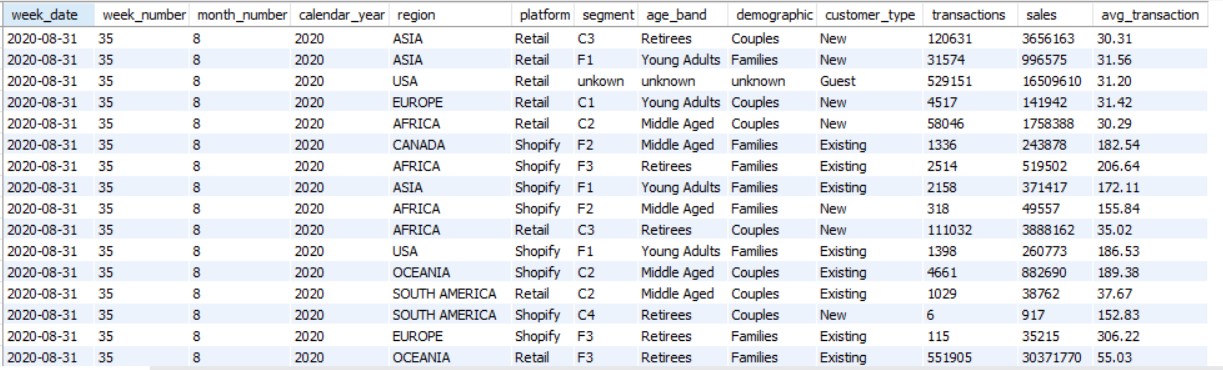 week_date week_number month_number calendar_year region platform segment age_band demographic customer_type transactions sales avg_transaction
2020-08-31 35 8 2020 ASIA Retail C3 Retirees Couples New 120631 3656163 30.31
2020-08-31 35 8 2020 ASIA Retail F1 Young Adults Families New 31574 996575 31.56
2020-08-31 35 8 2020 USA Retail unkown unknown unknown Guest 529151 16509610 31.20
2020-08-31 35 8 2020 EUROPE Retail C1 Young Adults Couples New 4517 141942 31.42
2020-08-31 35 8 2020 AFRICA Retail C2 Middle Aged Couples New 58046 1758388 30.29
2020-08-31 35 8 2020 CANADA Shopify F2 Middle Aged Families Existing 1336 243878 182.54
2020-08-31 35 8 2020 AFRICA Shopify F3 Retirees Families Existing 2514 519502 206.64
2020-08-31 35 8 2020 ASIA Shopify F1 Young Adults Families Existing 2158 371417 172.11
2020-08-31 35 8 2020 AFRICA Shopify F2 Middle Aged Families New 318 49557 155.84
2020-08-31 35 8 2020 AFRICA Retail C3 Retirees Couples New 111032 3888162 35.02
2020-08-31 35 8 2020 USA Shopify F1 Young Adults Families Existing 1398 260773 186.53
2020-08-31 35 8 2020 OCEANIA Shopify C2 Middle Aged Couples Existing 4661 882690 189.38
2020-08-31 35 8 2020 SOUTH AMERICA Retail C2 Middle Aged Couples Existing 1029 38762 37.67
2020-08-31 35 8 2020 SOUTH AMERICA Shopify C4 Retirees Couples New 6 917 152.83
2020-08-31 35 8 2020 EUROPE Shopify F3 Retirees Families Existing 115 35215 306.22
2020-08-31 35 8 2020 OCEANIA Retail F3 Retirees Families Existing 551905 30371770 55.03